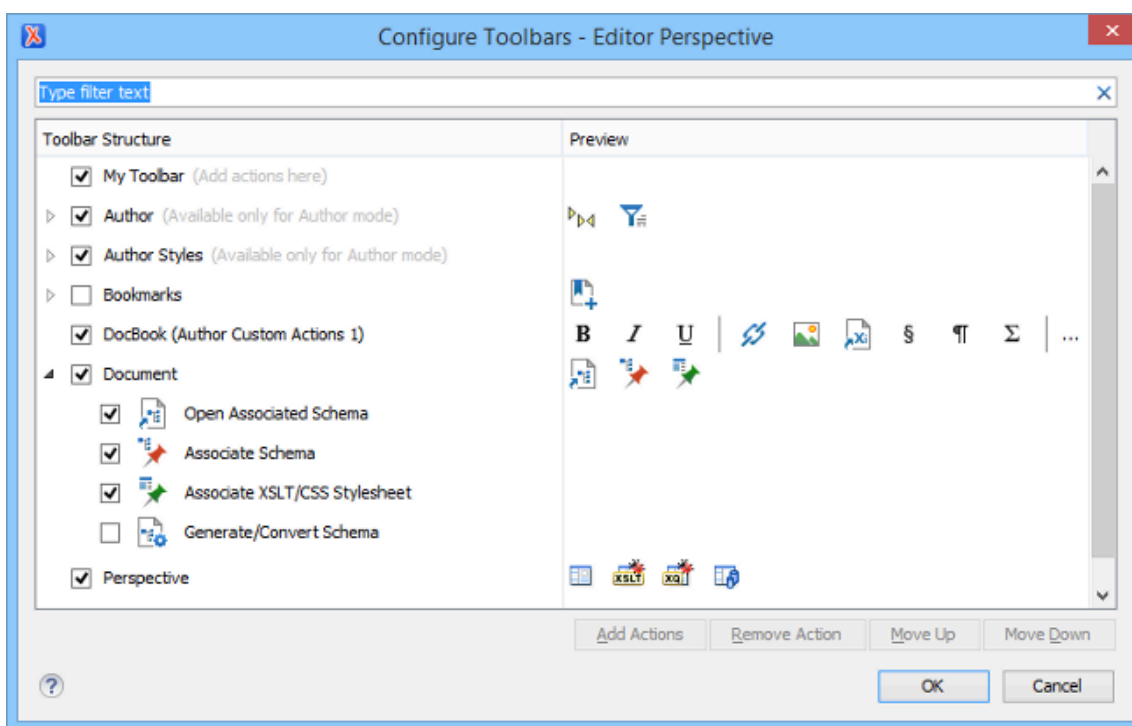 Configure Toolbars - Editor Perspective
Type filter text
Toolbar Structure Preview
My Toolbar (Add actions here)
Author (Available only for Author mode)
Author Styles (Available only for Author mode)
Bookmarks
DocBook (Author Custom Actions 1) B I U § ¶ Σ ...
Document
Open Associated Schema
Associate Schema
Associate XSLT/CSS Stylesheet
Generate/Convert Schema
Perspective XSLT XQ
Add Actions Remove Action Move Up Move Down
? OK Cancel